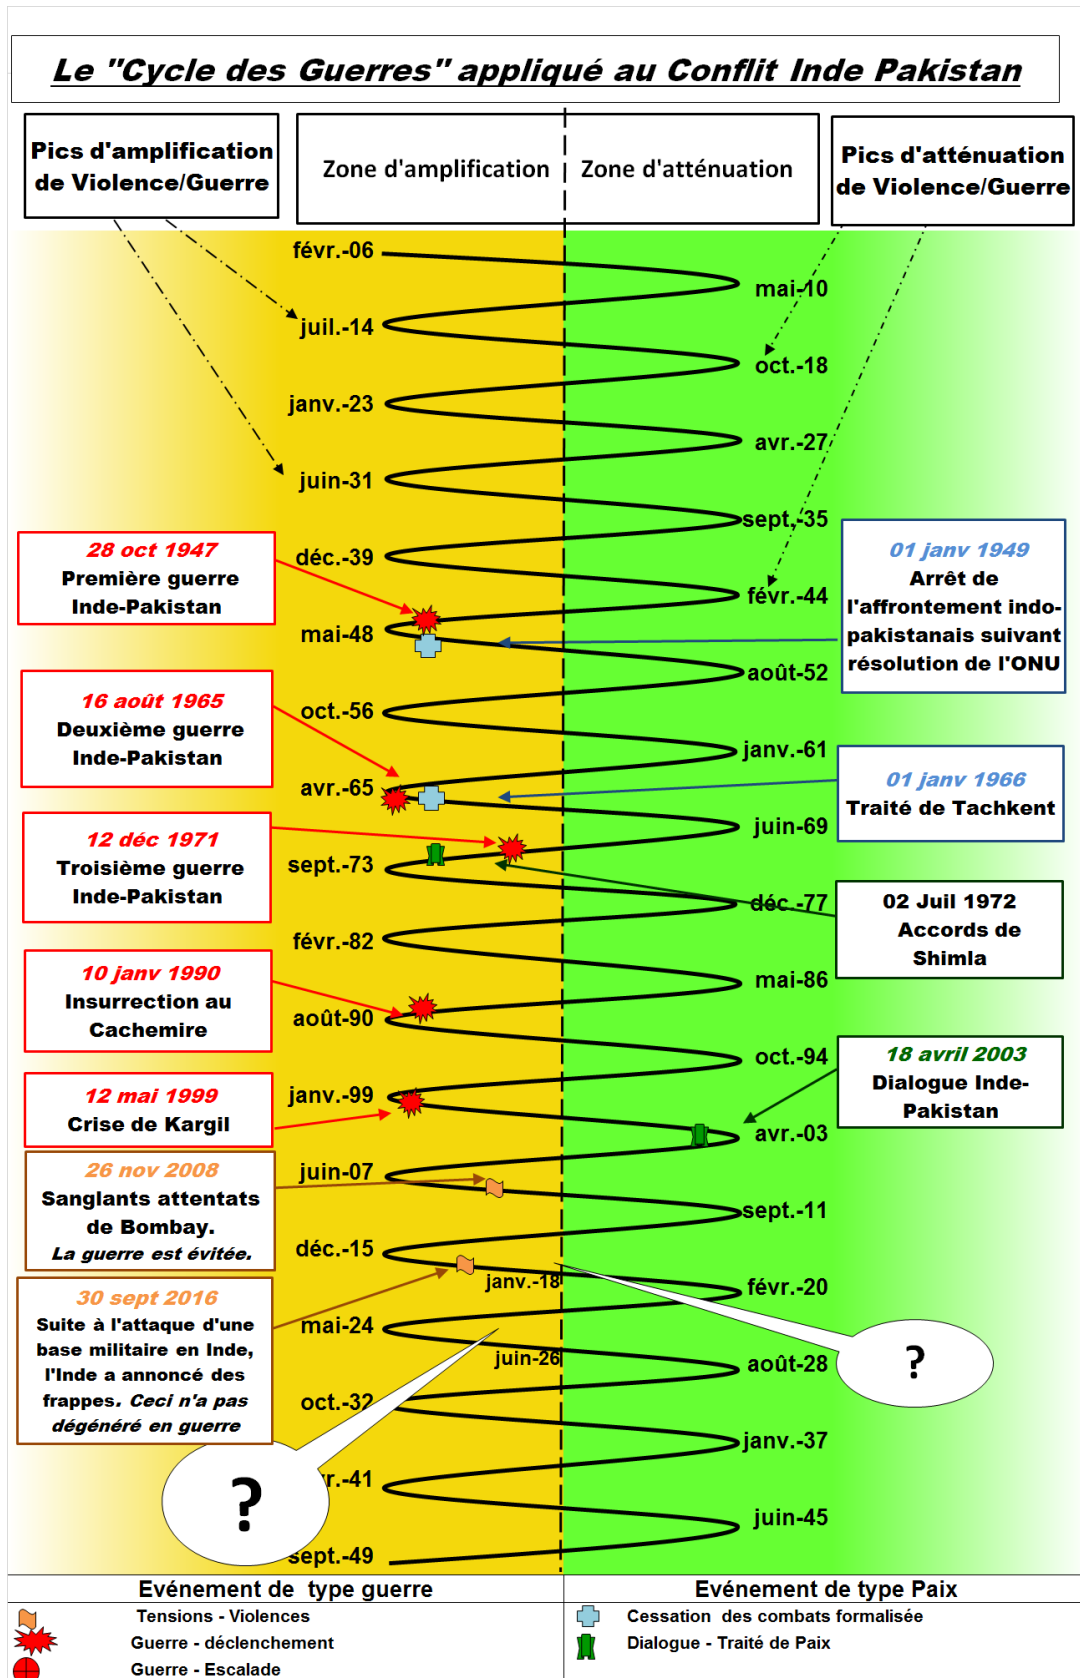 Le "Cycle des Guerres" appliqué au Conflit Inde Pakistan
Pics d'amplification
de Violence/Guerre
Zone d'amplification
Zone d'atténuation
Pics d'atténuation
de Violence/Guerre
févr.-06
mai-10
juil.-14
oct.-18
janv.-23
avr.-27
juin-31
sept.-35
28 oct 1947
Première guerre
Inde-Pakistan
déc.-39
févr.-44
mai-48
01 janv 1949
Arrêt de
l'affrontement indo-
pakistanais suivant
résolution de l'ONU
août-52
16 août 1965
Deuxième guerre
Inde-Pakistan
oct.-56
janv.-61
avr.-65
01 janv 1966
Traité de Tachkent
juin-69
12 déc 1971
Troisième guerre
Inde-Pakistan
sept.-73
déc.-77
02 Juil 1972
Accords de
Shimla
févr.-82
mai-86
10 janv 1990
Insurrection au
Cachemire
août-90
oct.-94
18 avril 2003
Dialogue Inde-
Pakistan
janv.-99
12 mai 1999
Crise de Kargil
avr.-03
juin-07
26 nov 2008
Sanglants attentats
de Bombay.
La guerre est évitée.
sept.-11
déc.-15
janv.-18
févr.-20
30 sept 2016
Suite à l'attaque d'une
base militaire en Inde,
l'Inde a annoncé des
frappes. Ceci n'a pas
dégénéré en guerre
mai-24
juin-26
août-28
?
oct.-32
janv.-37
?
r.-41
juin-45
sept.-49
Evénement de type guerre
Evénement de type Paix
Tensions - Violences
Guerre - déclenchement
Guerre - Escalade
Cessation des combats formalisée
Dialogue - Traité de Paix